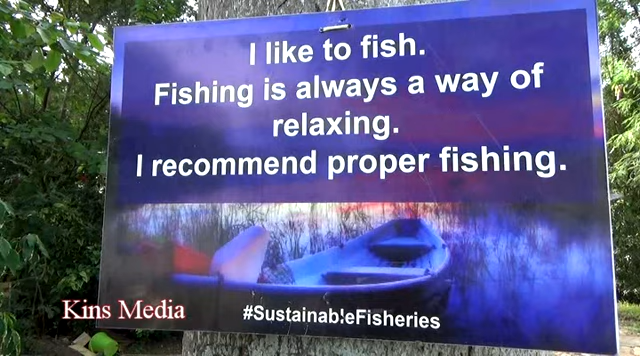 I like to fish.
Fishing is always a way of
relaxing.
I recommend proper fishing.
Kins Media
#SustainableFisheries